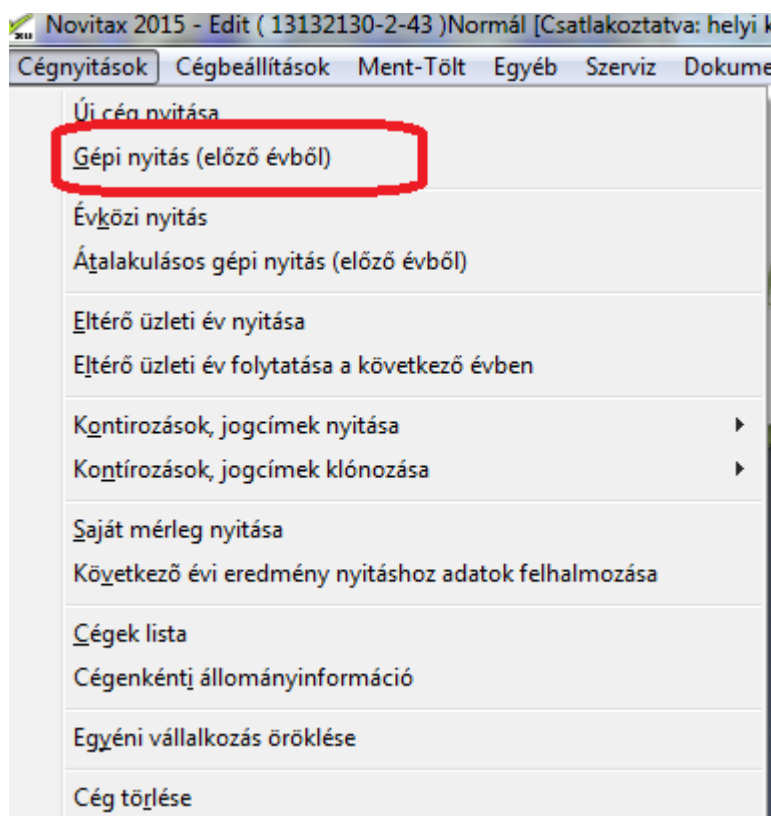 Novitax 2015 - Edit ( 13132130-2-43 )Normál [Csatlakoztatva: helyi k
Cégnyitások Cégbeállítások Ment-Tölt Egyéb Szerviz Dokume
Új cég nyitása
Gépi nyitás (előző évből)
Évközi nyitás
Átalakulásos gépi nyitás (előző évből)
Eltérő üzleti év nyitása
Eltérő üzleti év folytatása a következő évben
Kontirozások, jogcímek nyitása
Kontírozások, jogcímek klónozása
Saját mérleg nyitása
Következő évi eredmény nyitáshoz adatok felhalmozása
Cégek lista
Cégenkénti állományinformáció
Egyéni vállalkozás öröklése
Cég törlése